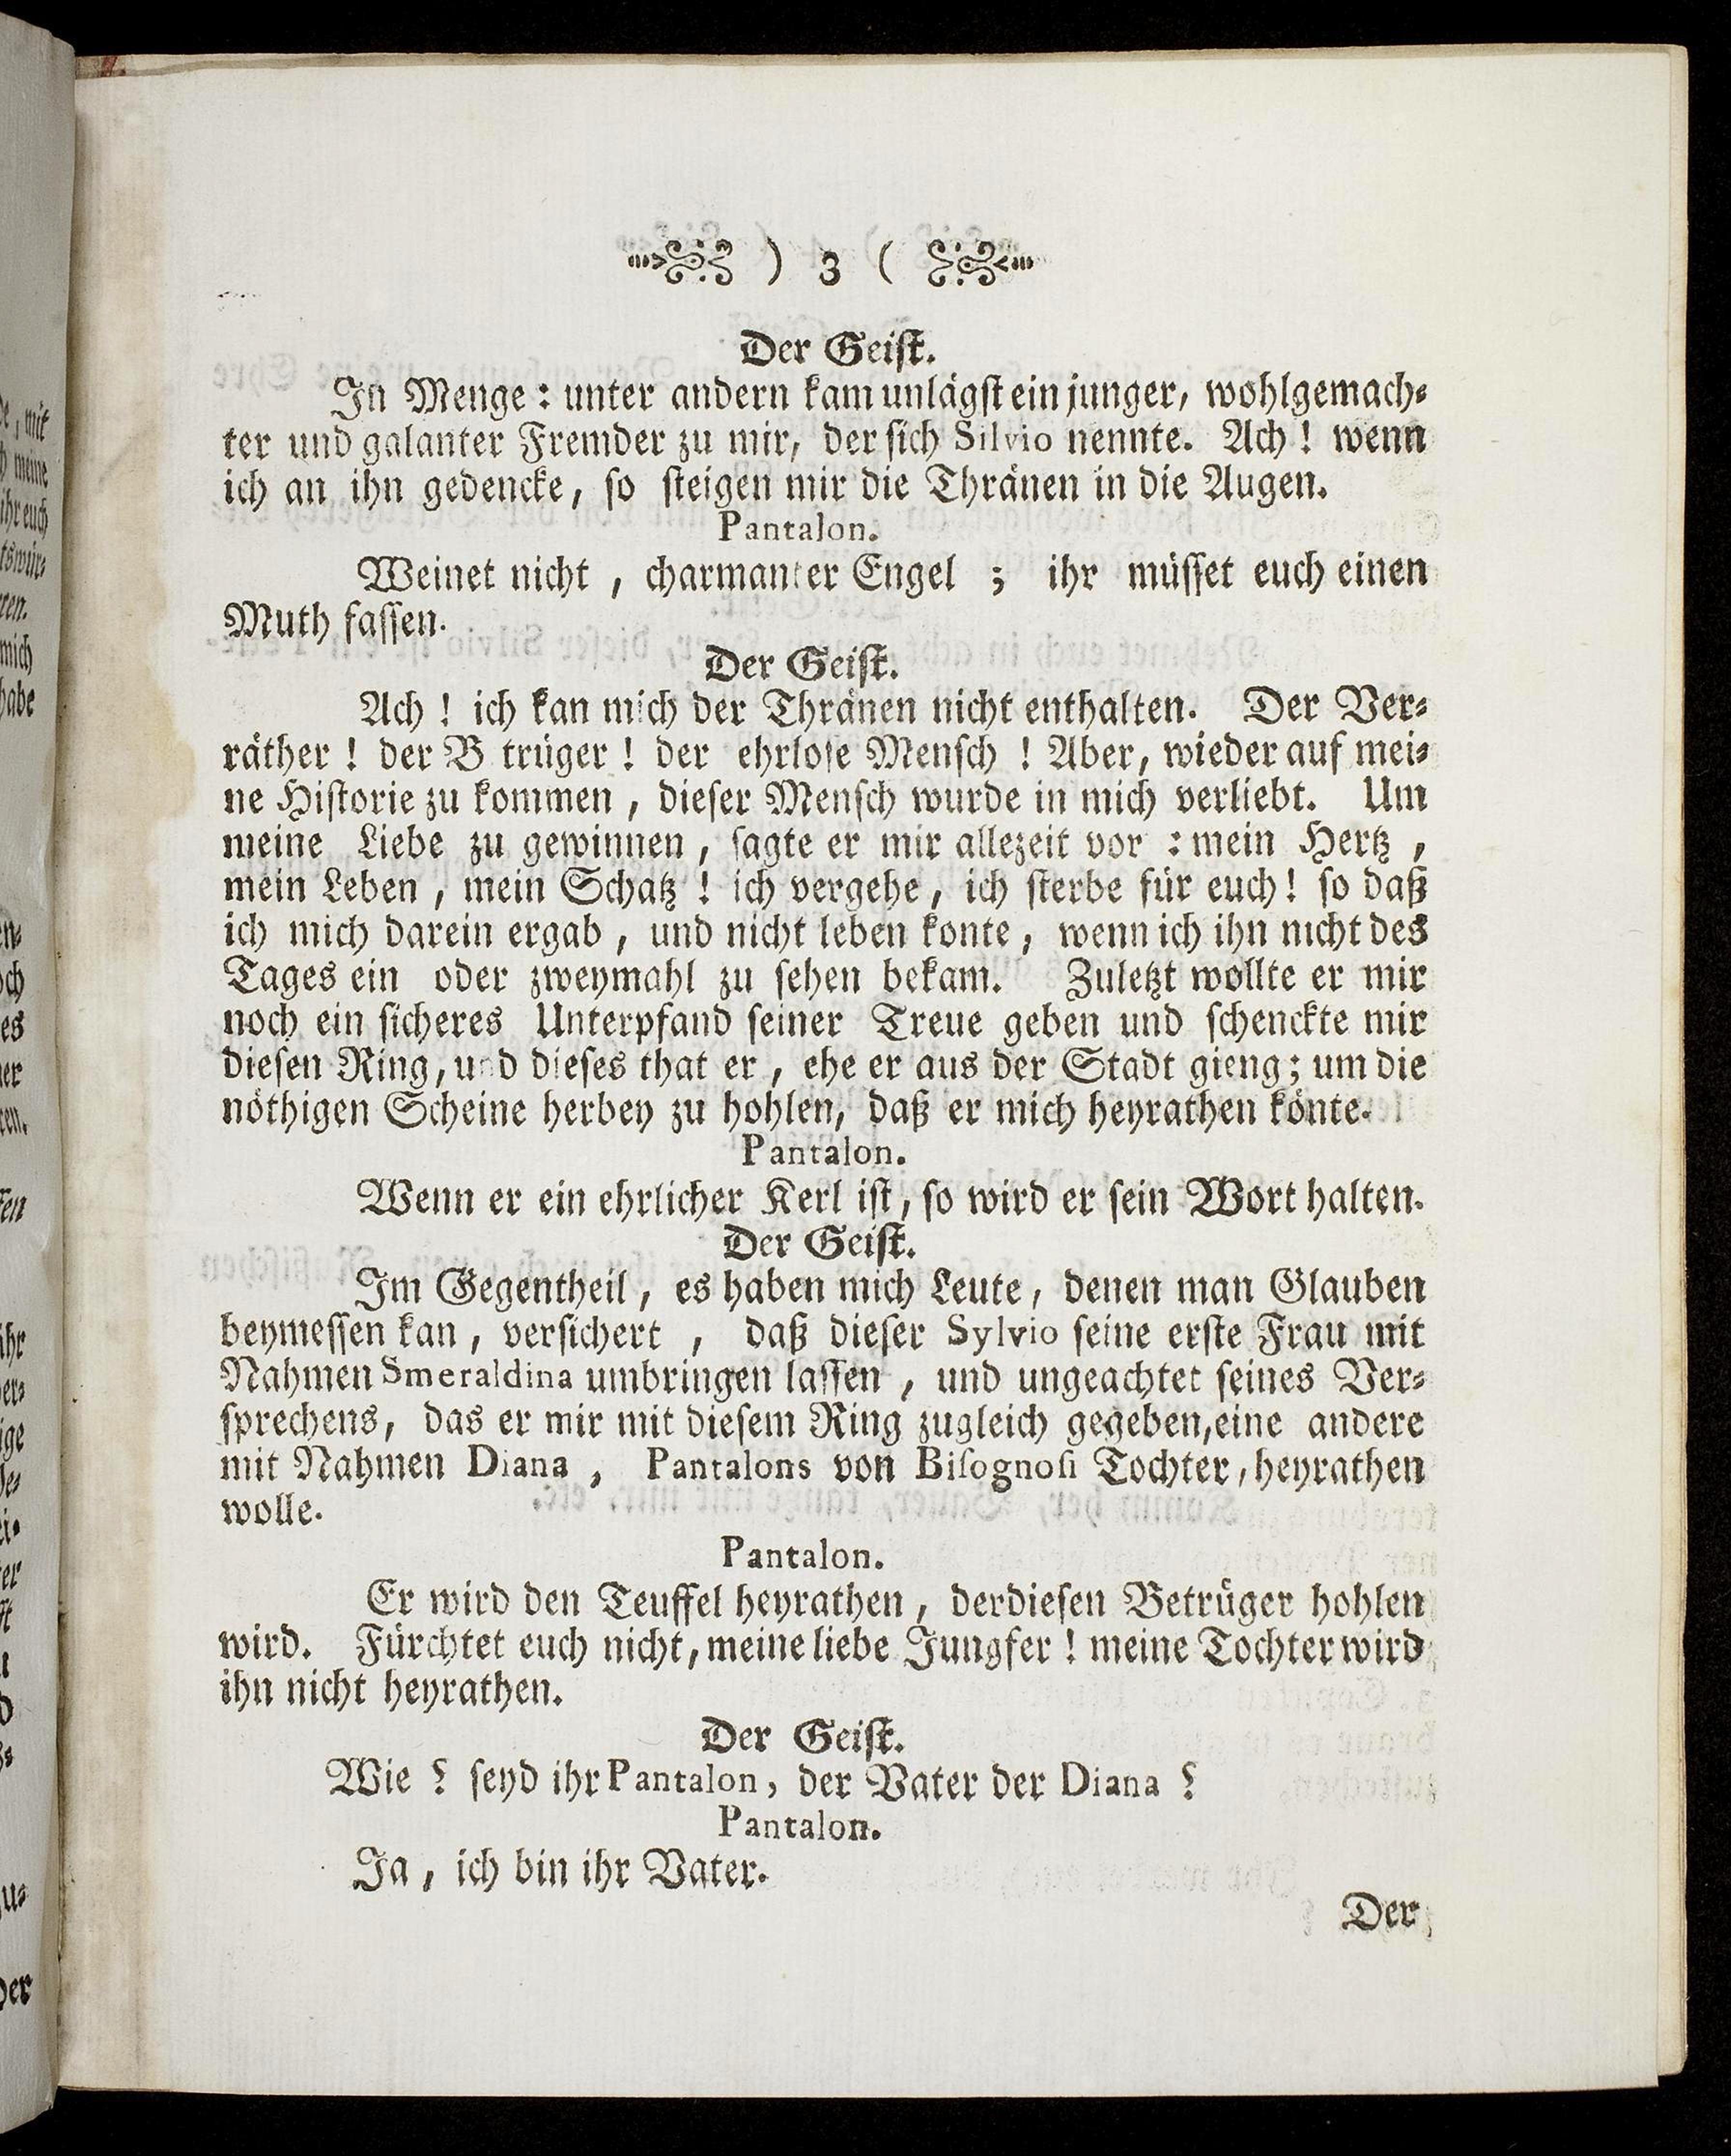 ) 3 (
Der Geiſt.
In Menge: unter andern kam unlägſt ein junger, wohlgemach⸗
ter und galanter Fremder zu mir, der ſich Silvio nennte. Ach! wenn
ich an ihn gedencke, ſo ſteigen mir die Thränen in die Augen.
Pantalon.
Weinet nicht, charmanter Engel; ihr müſſet euch einen
Muth faſſen.
Der Geiſt.
Ach! ich kan mich der Thränen nicht enthalten. Der Ver⸗
räther! der B trüger! der ehrloſe Menſch! Aber, wieder auf mei⸗
ne Hiſtorie zu kommen, dieſer Menſch wurde in mich verliebt. Um
meine Liebe zu gewinnen, ſagte er mir allezeit vor: mein Hertz,
mein Leben, mein Schatz! ich vergehe, ich ſterbe für euch! ſo daß
ich mich darein ergab, und nicht leben konte, wenn ich ihn nicht des
Tages ein oder zweymahl zu ſehen bekam. Zuletzt wollte er mir
noch ein ſicheres Unterpfand ſeiner Treue geben und ſchenckte mir
dieſen Ring, und dieſes that er, ehe er aus der Stadt gieng; um die
nöthigen Scheine herbey zu hohlen, daß er mich heyrathen könte.
Pantalon.
Wenn er ein ehrlicher Kerl iſt, ſo wird er ſein Wort halten.
Der Geiſt.
Im Gegentheil, es haben mich Leute, denen man Glauben
beymeſſen kan, verſichert, daß dieſer Sylvio ſeine erſte Frau mit
Nahmen Smeraldina umbringen laſſen, und ungeachtet ſeines Ver⸗
ſprechens, das er mir mit dieſem Ring zugleich gegeben, eine andere
mit Nahmen Diana, Pantalons von Biſognoſi Tochter, heyrathen
wolle.
Pantalon.
Er wird den Teuffel heyrathen, der dieſen Betrüger hohlen
wird. Fürchtet euch nicht, meine liebe Jungfer! meine Tochter wird
ihn nicht heyrathen.
Der Geiſt.
Wie? ſeyd ihr Pantalon, der Vater der Diana?
Pantalon.
Ja, ich bin ihr Vater.
Der